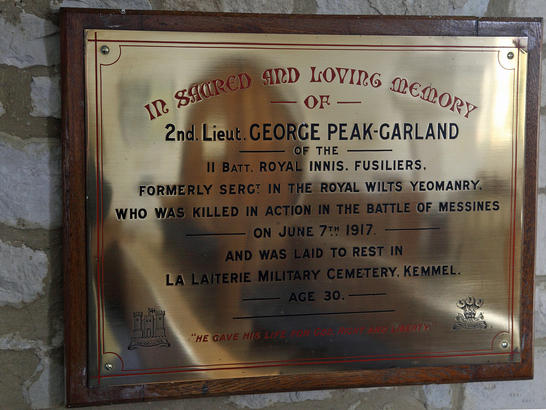 IN SACRED AND LOVING MEMORY
OF
2nd. Lieut. GEORGE PEAK-GARLAND
OF THE
11 BATT. ROYAL INNIS. FUSILIERS,
FORMERLY SERGT IN THE ROYAL WILTS YEOMANRY,
WHO WAS KILLED IN ACTION IN THE BATTLE OF MESSINES
ON JUNE 7TH 1917.
AND WAS LAID TO REST IN
LA LAITERIE MILITARY CEMETERY, KEMMEL.
AGE 30.
"HE GAVE HIS LIFE FOR